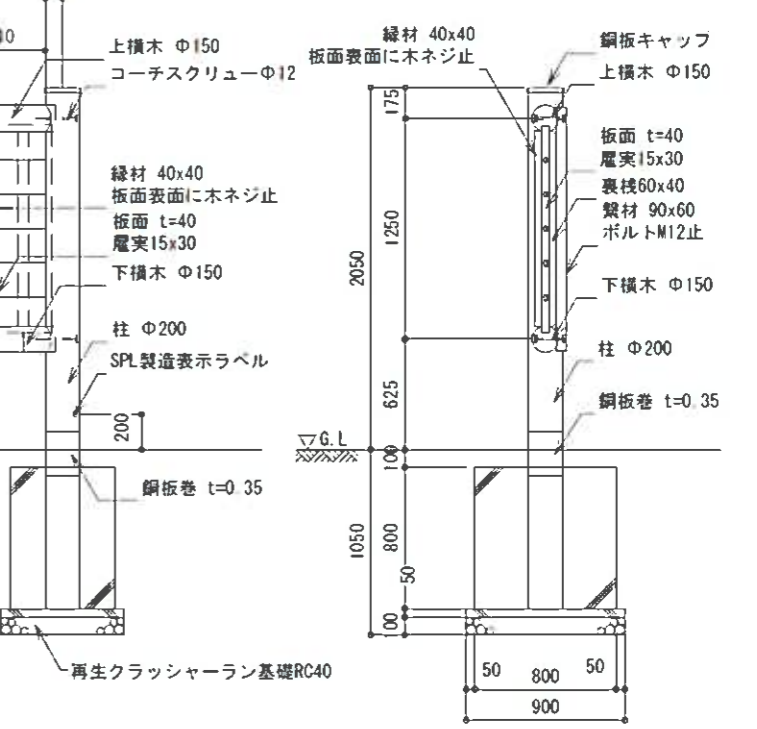 0
上横木 Φ150
コーチスクリューΦ12
縁材 40x40
板面表面に木ネジ止
板面 t=40
雇実15x30
下横木 Φ150
柱 Φ200
SPL製造表示ラベル
200
銅板巻 t=0.35
再生クラッシャーラン基礎RC40
縁材 40x40
板面表面に木ネジ止
銅板キャップ
上横木 Φ150
板面 t=40
雇実15x30
裏桟60x40
繋材 90x60
ボルトM12止
下横木 Φ150
柱 Φ200
銅板巻 t=0.35
175
1250
2050
625
G.L
100
1050
800
50
100
50
800
50
900